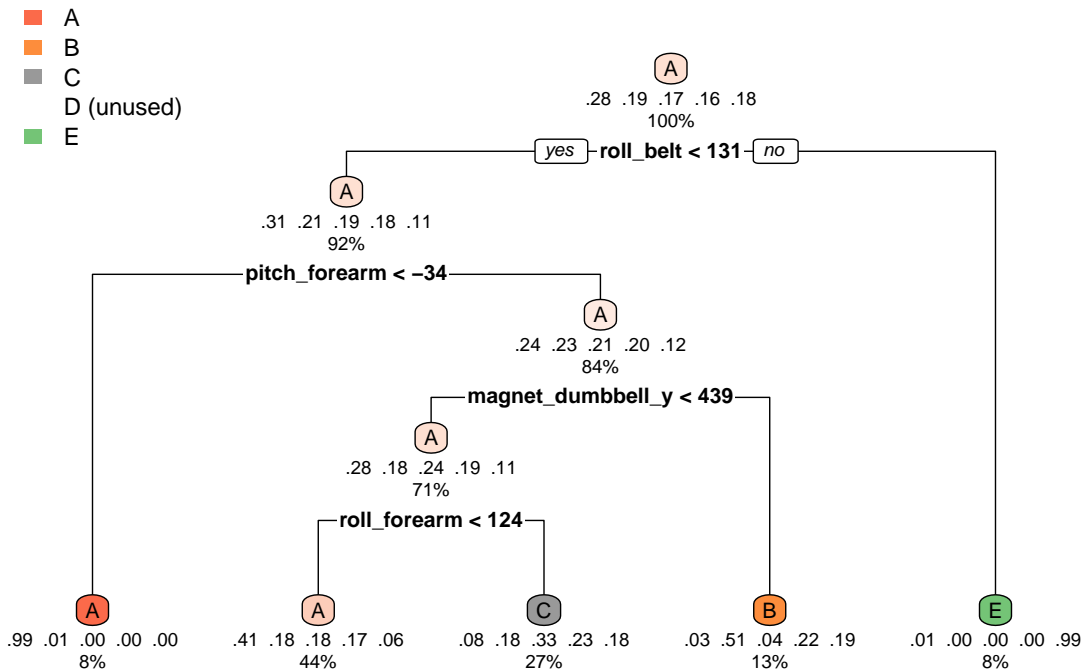 A
B
C
D (unused)
E
A
.28 .19 .17 .16 .18
100%
yes roll_belt < 131 no
A
.31 .21 .19 .18 .11
92%
pitch_forearm < −34
A
.24 .23 .21 .20 .12
84%
magnet_dumbbell_y < 439
A
.28 .18 .24 .19 .11
71%
roll_forearm < 124
A A C B E
.99 .01 .00 .00 .00 .41 .18 .18 .17 .06 .08 .18 .33 .23 .18 .03 .51 .04 .22 .19 .01 .00 .00 .00 .99
8% 44% 27% 13% 8%